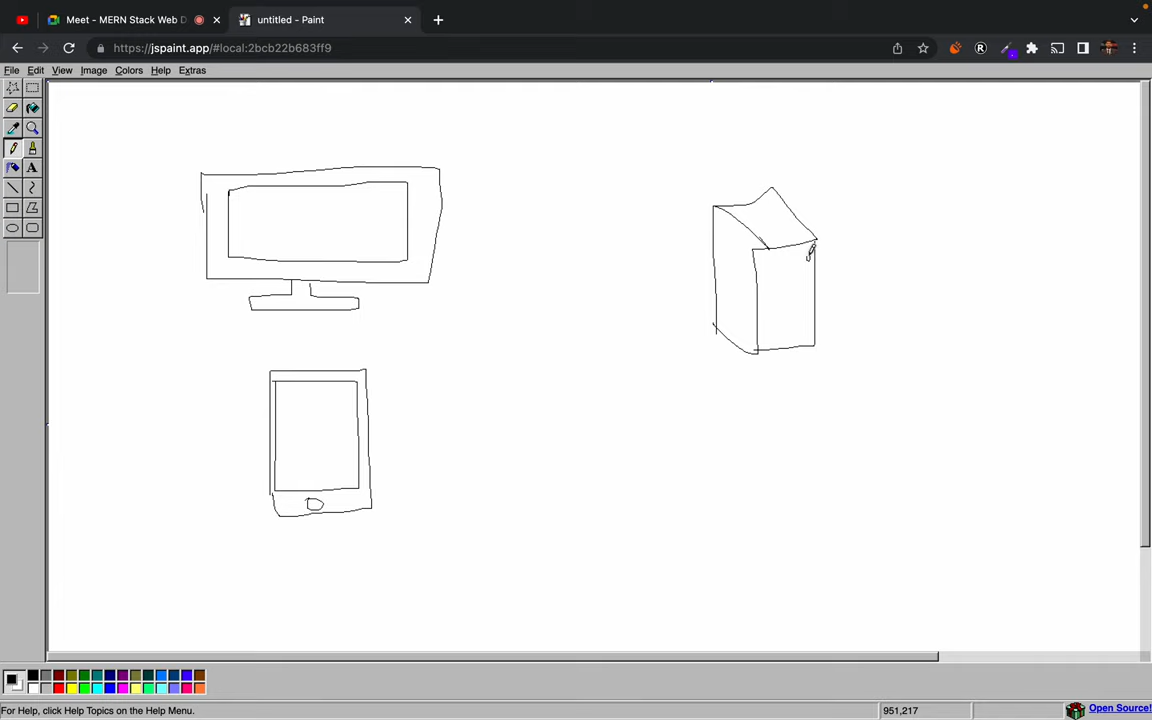 Meet - MERN Stack Web D
untitled - Paint
https://jspaint.app/#local:2bcb22b683ff9
File Edit View Image Colors Help Extras
A
For Help, click Help Topics on the Help Menu.
951,217
Open Source!